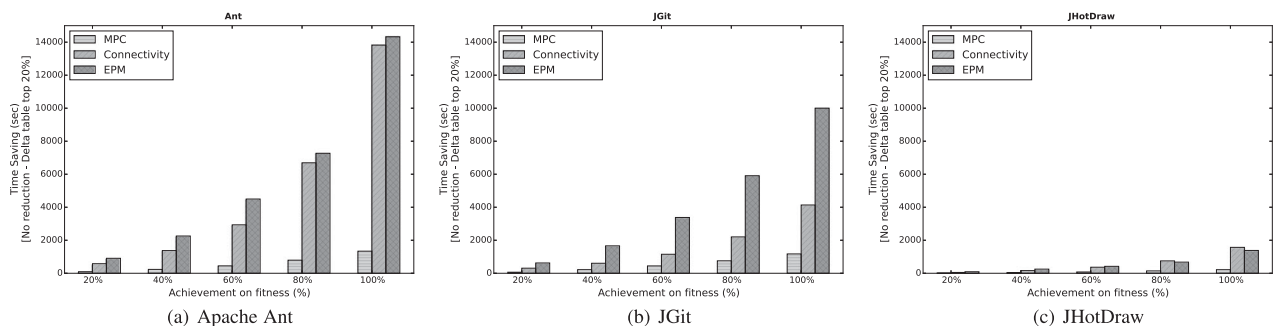 Ant
14000
12000
10000
8000
6000
4000
2000
0
Time Saving (sec)
[No reduction - Delta table top 20%]
MPC
Connectivity
EPM
20% 40% 60% 80% 100%
Achievement on fitness (%)
(a) Apache Ant
JGit
14000
12000
10000
8000
6000
4000
2000
0
Time Saving (sec)
[No reduction - Delta table top 20%]
MPC
Connectivity
EPM
20% 40% 60% 80% 100%
Achievement on fitness (%)
(b) JGit
JHotDraw
14000
12000
10000
8000
6000
4000
2000
0
Time Saving (sec)
[No reduction - Delta table top 20%]
MPC
Connectivity
EPM
20% 40% 60% 80% 100%
Achievement on fitness (%)
(c) JHotDraw